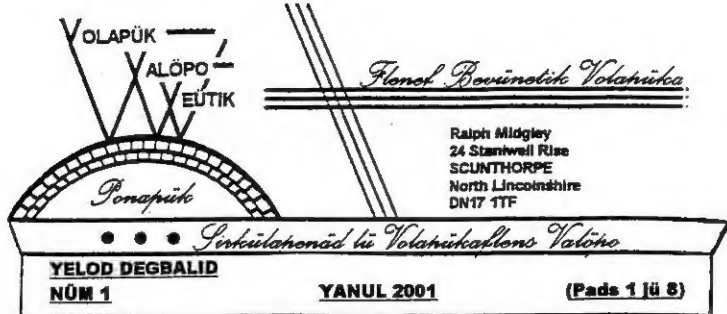 VOLAPÜK
VALÖPO
VEÜTIK
Flenef Bevünetik Volapüka
Ralph Midgley
24 Staniwell Rise
SCUNTHORPE
North Lincolnshire
DN17 1TF
Ponapük
Sirkülapenäd lü Volapükaflens Valöpo
YELOD DEGBALID
NÜM 1 YANUL 2001 (Pads 1 jü 8)